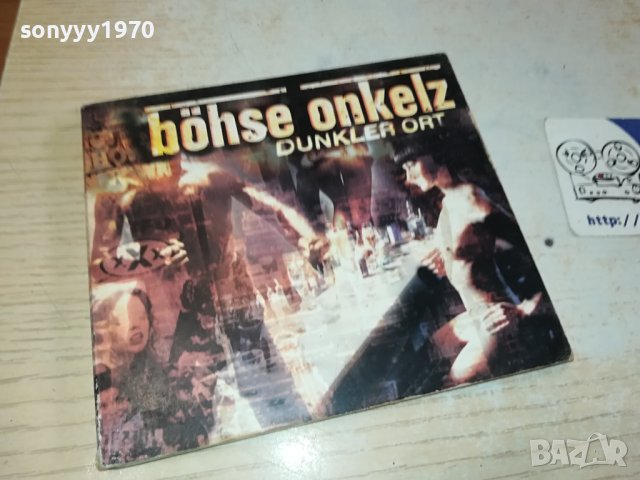 sonyyy1970
böhse onkelz
DUNKLER ORT
http://
BAZAR